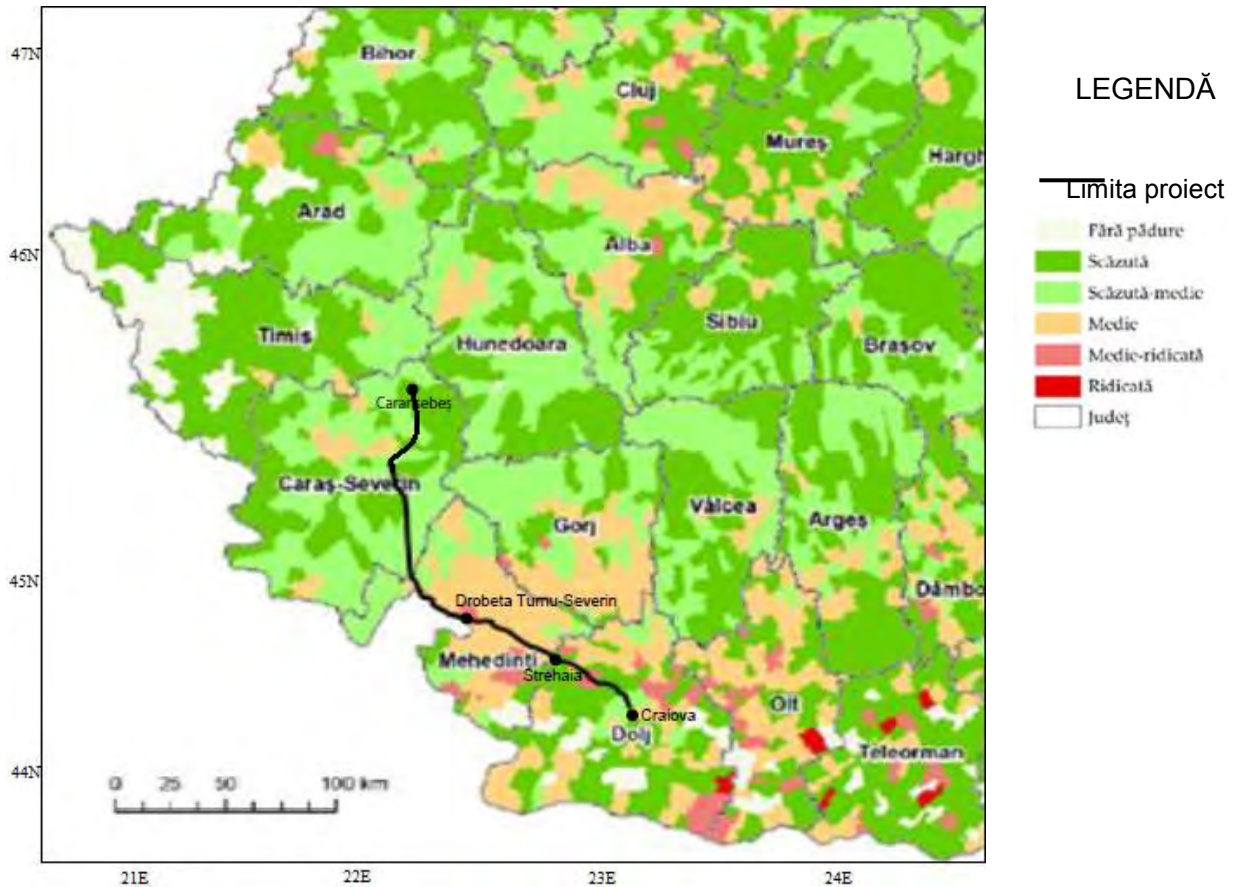 47N
46N
45N
44N
21E
22E
23E
24E
Bihor
Cluj
Mureș
Hargh
Arad
Alba
Timiș
Hunedoara
Sibiu
Brașov
Caransebeș
Caraș-Severin
Gorj
Vâlcea
Argeș
Dâmbo
Drobeta Turnu-Severin
Mehedinți
Strehaia
Craiova
Dolj
Olt
Teleorman
0 25 50 100 km
LEGENDĂ
Limita proiect
Fără pădure
Scăzută
Scăzută-medie
Medie
Medie-ridicată
Ridicată
Județ